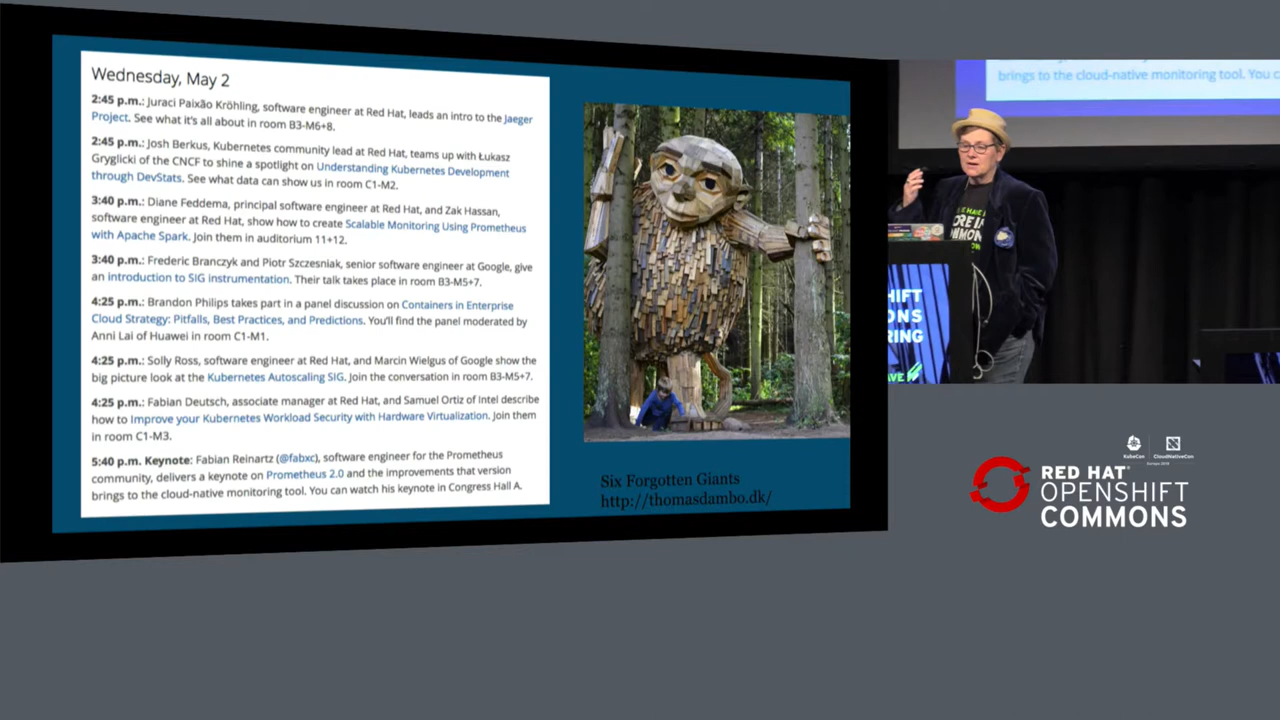 Wednesday, May 2
2:45 p.m.: Juraci Paixão Kröhling, software engineer at Red Hat, leads an intro to the Jaeger
Project. See what it's all about in room B3-M6+8.
2:45 p.m.: Josh Berkus, Kubernetes community lead at Red Hat, teams up with Łukasz
Gryglicki of the CNCF to shine a spotlight on Understanding Kubernetes Development
through DevStats. See what data can show us in room C1-M2.
3:40 p.m.: Diane Feddema, principal software engineer at Red Hat, and Zak Hassan,
software engineer at Red Hat, show how to create Scalable Monitoring Using Prometheus
with Apache Spark. Join them in auditorium 11+12.
3:40 p.m.: Frederic Branczyk and Piotr Szczesniak, senior software engineer at Google, give
an introduction to SIG instrumentation. Their talk takes place in room B3-M5+7.
4:25 p.m.: Brandon Philips takes part in a panel discussion on Containers in Enterprise
Cloud Strategy: Pitfalls, Best Practices, and Predictions. You'll find the panel moderated by
Anni Lai of Huawei in room C1-M1.
4:25 p.m.: Solly Ross, software engineer at Red Hat, and Marcin Wielgus of Google show the
big picture look at the Kubernetes Autoscaling SIG. Join the conversation in room B3-M5+7.
4:25 p.m.: Fabian Deutsch, associate manager at Red Hat, and Samuel Ortiz of Intel describe
how to Improve your Kubernetes Workload Security with Hardware Virtualization. Join them
in room C1-M3.
5:40 p.m. Keynote: Fabian Reinartz (@fabxc), software engineer for the Prometheus
community, delivers a keynote on Prometheus 2.0 and the improvements that version
brings to the cloud-native monitoring tool. You can watch his keynote in Congress Hall A.
Six Forgotten Giants
http://thomasdambo.dk/
brings to the cloud-native monitoring tool. You c
E HAVE
ORE IN
MMON
HIFT
ONS
RING
AVE
KubeCon
CloudNativeCon
Europe 2018
RED HAT®
OPENSHIFT
COMMONS